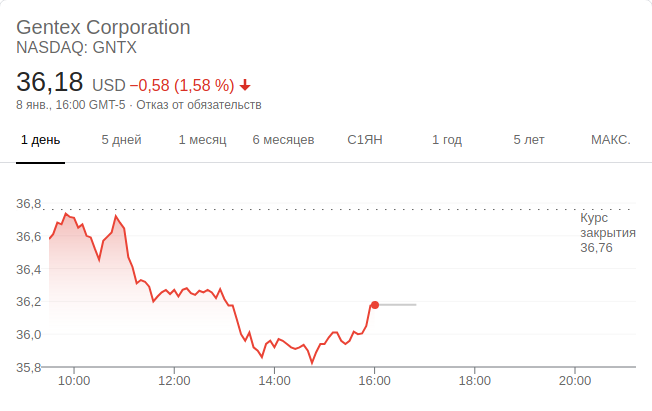 Gentex Corporation
NASDAQ: GNTX
36,18 USD −0,58 (1,58 %)
8 янв., 16:00 GMT-5 · Отказ от обязательств
1 день 5 дней 1 месяц 6 месяцев С1ЯН 1 год 5 лет МАКС.
36,8
Курс
закрытия
36,76
36,6
36,4
36,2
36,0
35,8
10:00 12:00 14:00 16:00 18:00 20:00